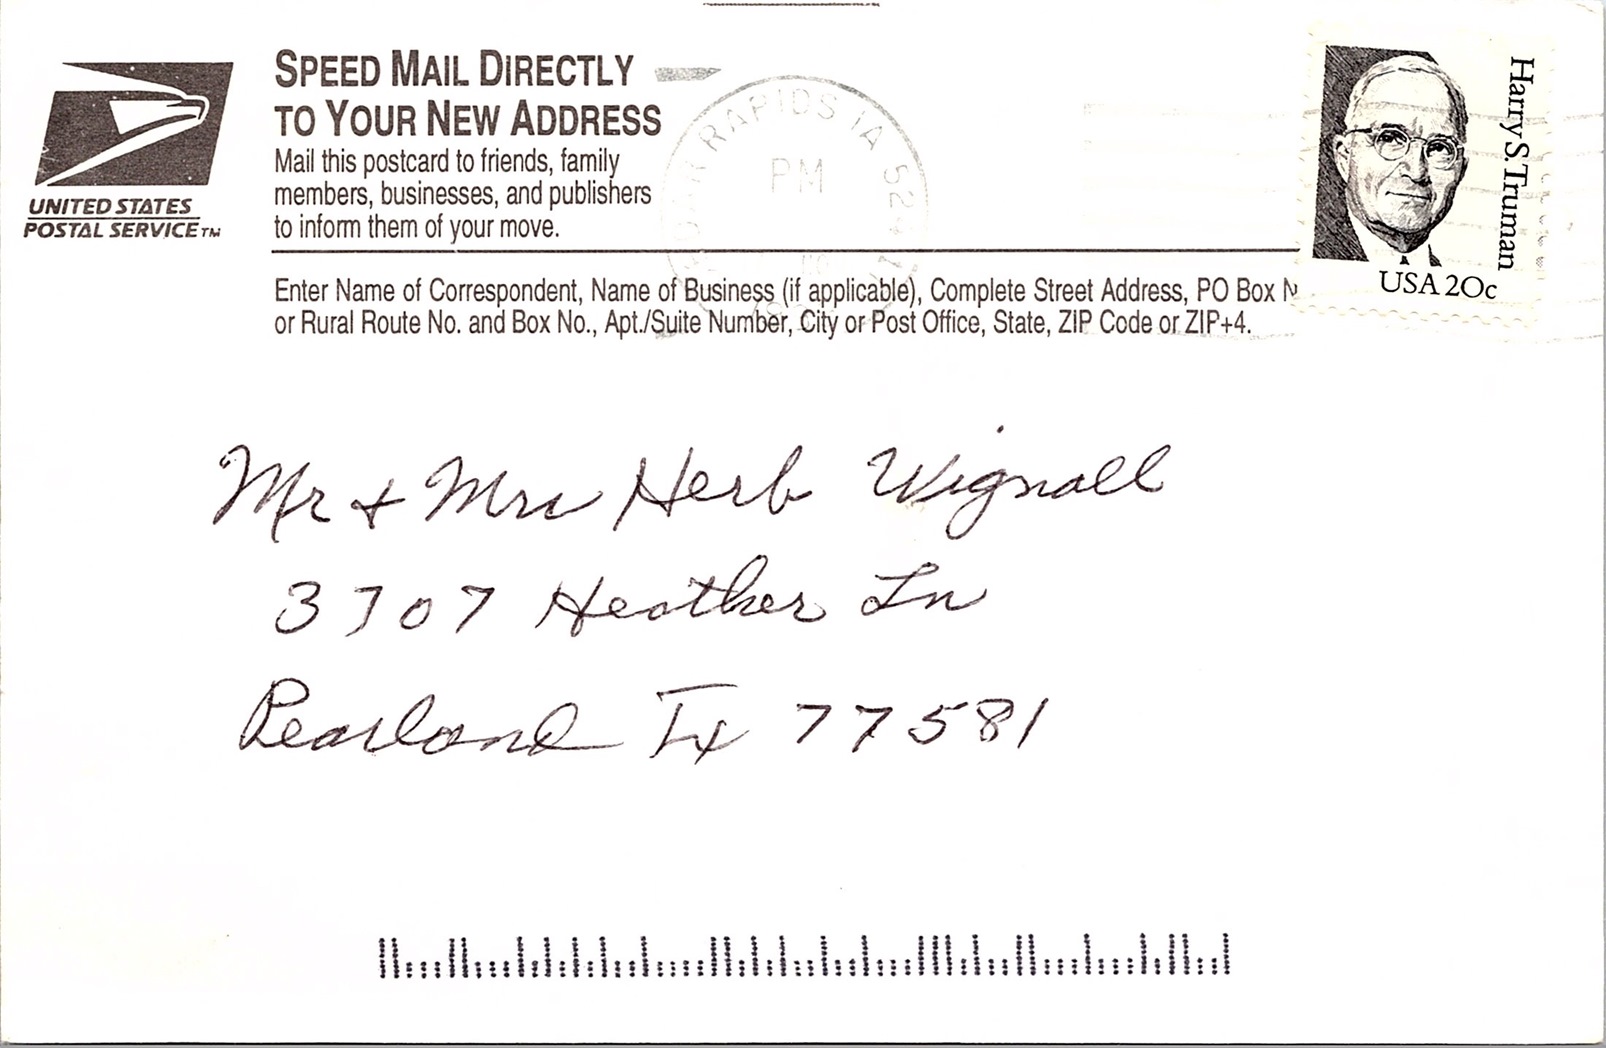 UNITED STATES
POSTAL SERVICE™
SPEED MAIL DIRECTLY
TO YOUR NEW ADDRESS
Mail this postcard to friends, family
members, businesses, and publishers
to inform them of your move.
RAPIDS IA
PM
Harry S. Truman
USA 20c
Enter Name of Correspondent, Name of Business (if applicable), Complete Street Address, PO Box
or Rural Route No. and Box No., Apt./Suite Number, City or Post Office, State, ZIP Code or ZIP+4.
Mr + Mrs Herb Wignall
3707 Heather Ln
Pearland Tx 77581